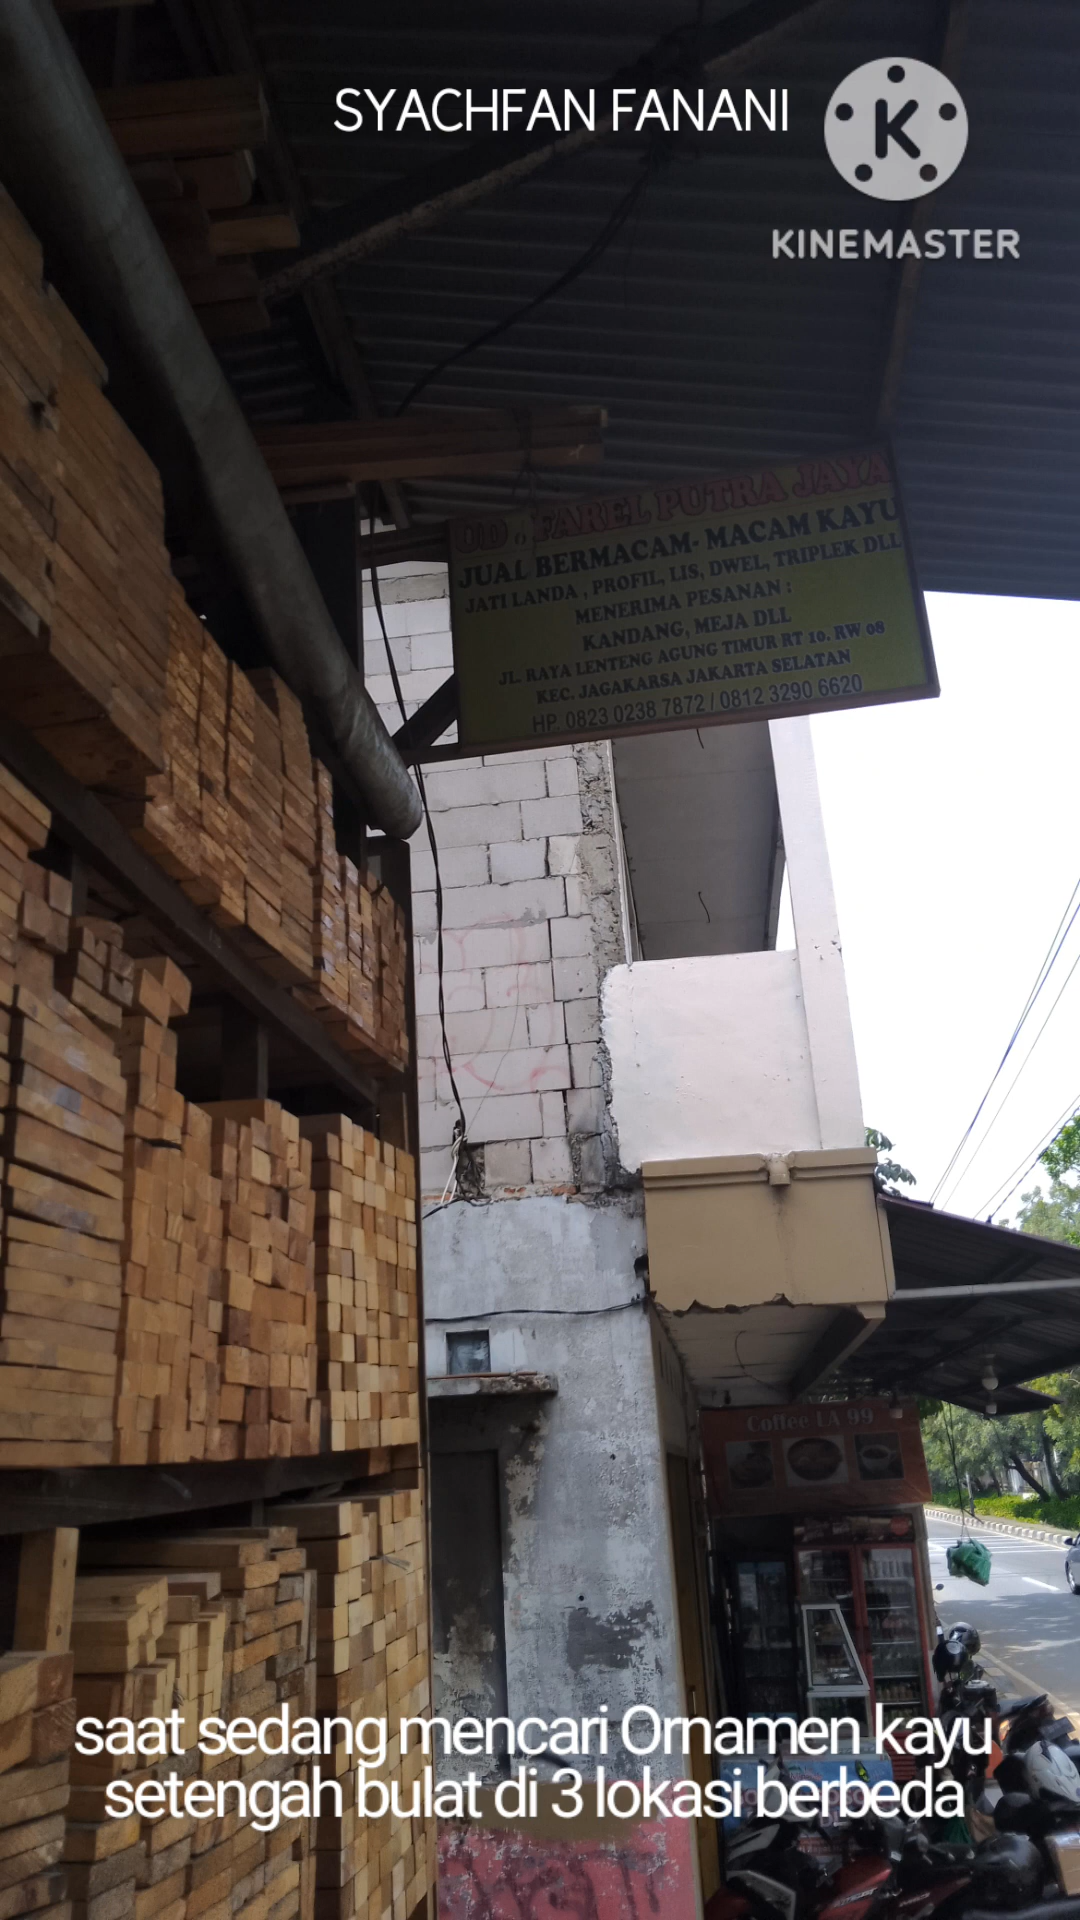 SYACHFAN FANANI
K
KINEMASTER
UD. FAREL PUTRA JAYA
JUAL BERMACAM- MACAM KAYU
JATI LANDA , PROFIL, LIS, DWEL, TRIPLEK DLL
MENERIMA PESANAN :
KANDANG, MEJA DLL
JL. RAYA LENTENG AGUNG TIMUR RT 10. RW 08
KEC. JAGAKARSA JAKARTA SELATAN
HP. 0823 0238 7872 / 0812 3290 6620
Coffee LA 99
saat sedang mencari Ornamen kayu
setengah bulat di 3 lokasi berbeda